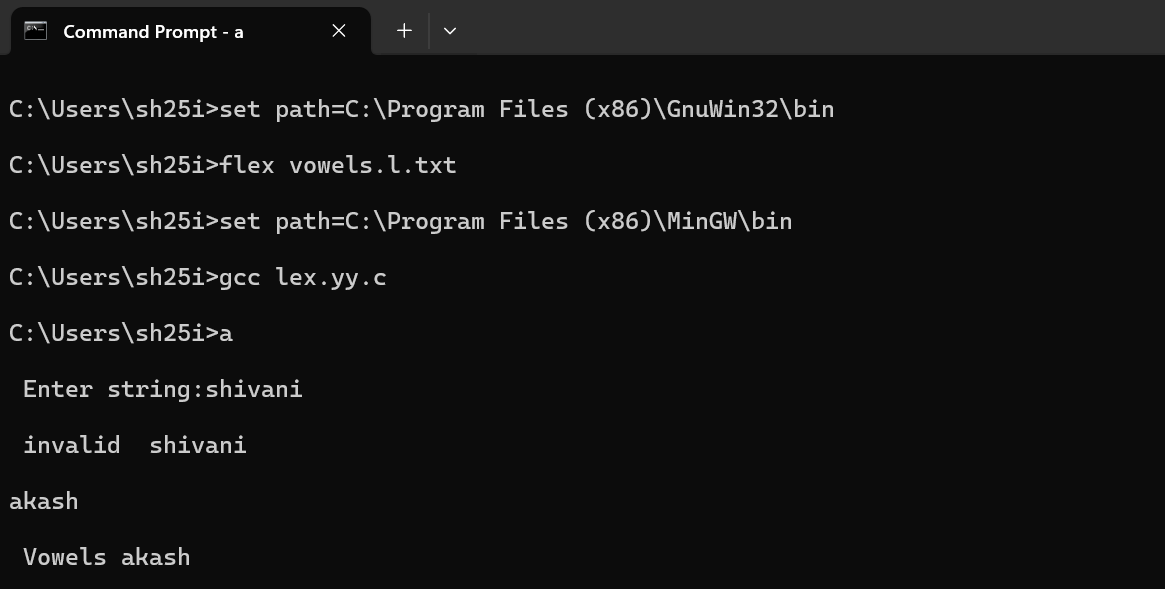 Command Prompt - a
C:\Users\sh25i>set path=C:\Program Files (x86)\GnuWin32\bin
C:\Users\sh25i>flex vowels.l.txt
C:\Users\sh25i>set path=C:\Program Files (x86)\MinGW\bin
C:\Users\sh25i>gcc lex.yy.c
C:\Users\sh25i>a
 Enter string:shivani
 invalid  shivani
akash
 Vowels akash